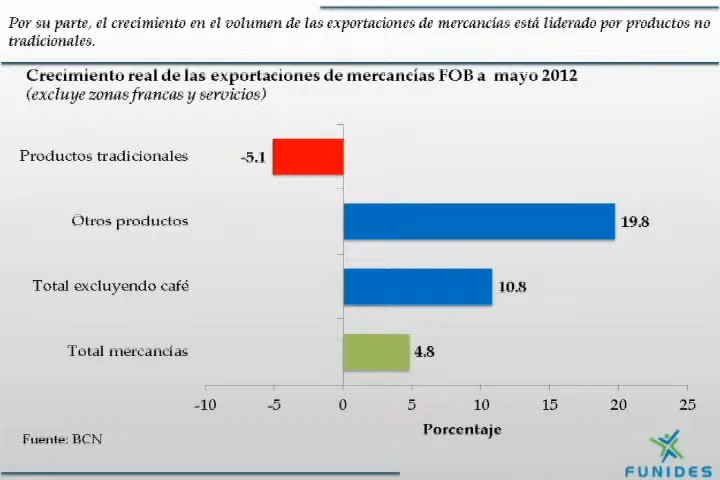 Por su parte, el crecimiento en el volumen de las exportaciones de mercancías está liderado por productos no
tradicionales.
Crecimiento real de las exportaciones de mercancías FOB a mayo 2012
(excluye zonas francas y servicios)
Productos tradicionales
-5.1
Otros productos
19.8
Total excluyendo café
10.8
Total mercancías
4.8
-10 -5 0 5 10 15 20 25
Porcentaje
Fuente: BCN
FUNIDES